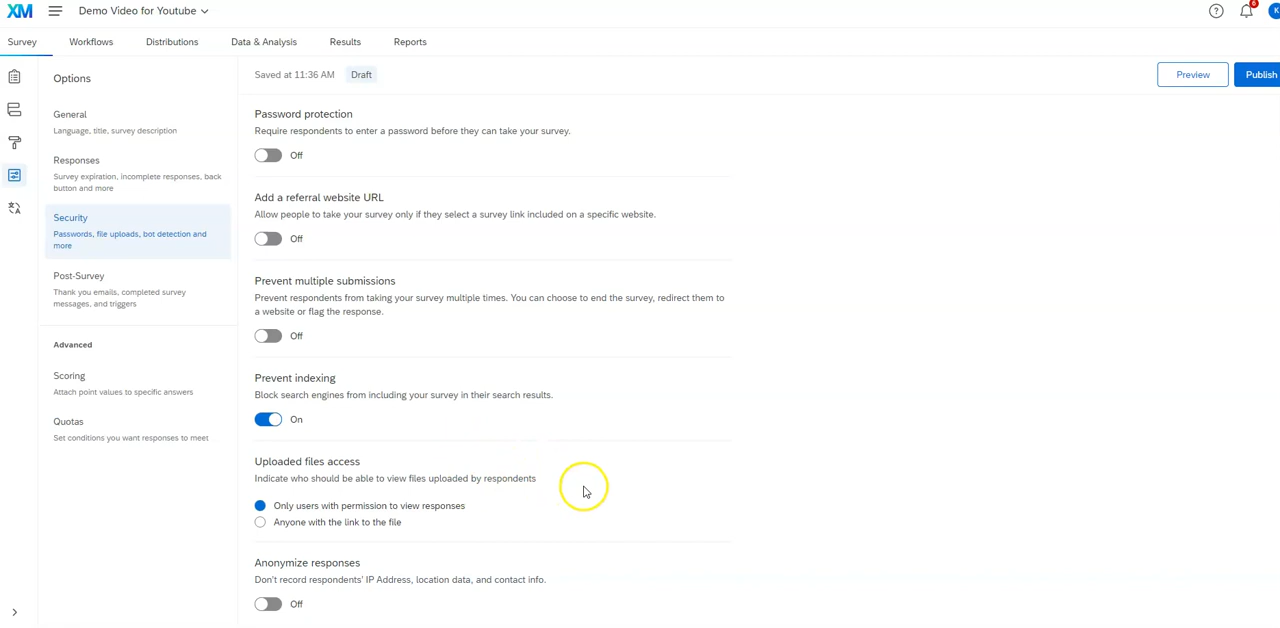 XM
Demo Video for Youtube
6
K
Survey
Workflows
Distributions
Data & Analysis
Results
Reports
Options
General
Language, title, survey description
Responses
Survey expiration, incomplete responses, back
button and more
Security
Passwords, file uploads, bot detection and
more
Post-Survey
Thank you emails, completed survey
messages, and triggers
Advanced
Scoring
Attach point values to specific answers
Quotas
Set conditions you want responses to meet
Saved at 11:36 AM
Draft
Preview
Publish
Password protection
Require respondents to enter a password before they can take your survey.
Off
Add a referral website URL
Allow people to take your survey only if they select a survey link included on a specific website.
Off
Prevent multiple submissions
Prevent respondents from taking your survey multiple times. You can choose to end the survey, redirect them to
a website or flag the response.
Off
Prevent indexing
Block search engines from including your survey in their search results.
On
Uploaded files access
Indicate who should be able to view files uploaded by respondents
Only users with permission to view responses
Anyone with the link to the file
Anonymize responses
Don't record respondents' IP Address, location data, and contact info.
Off